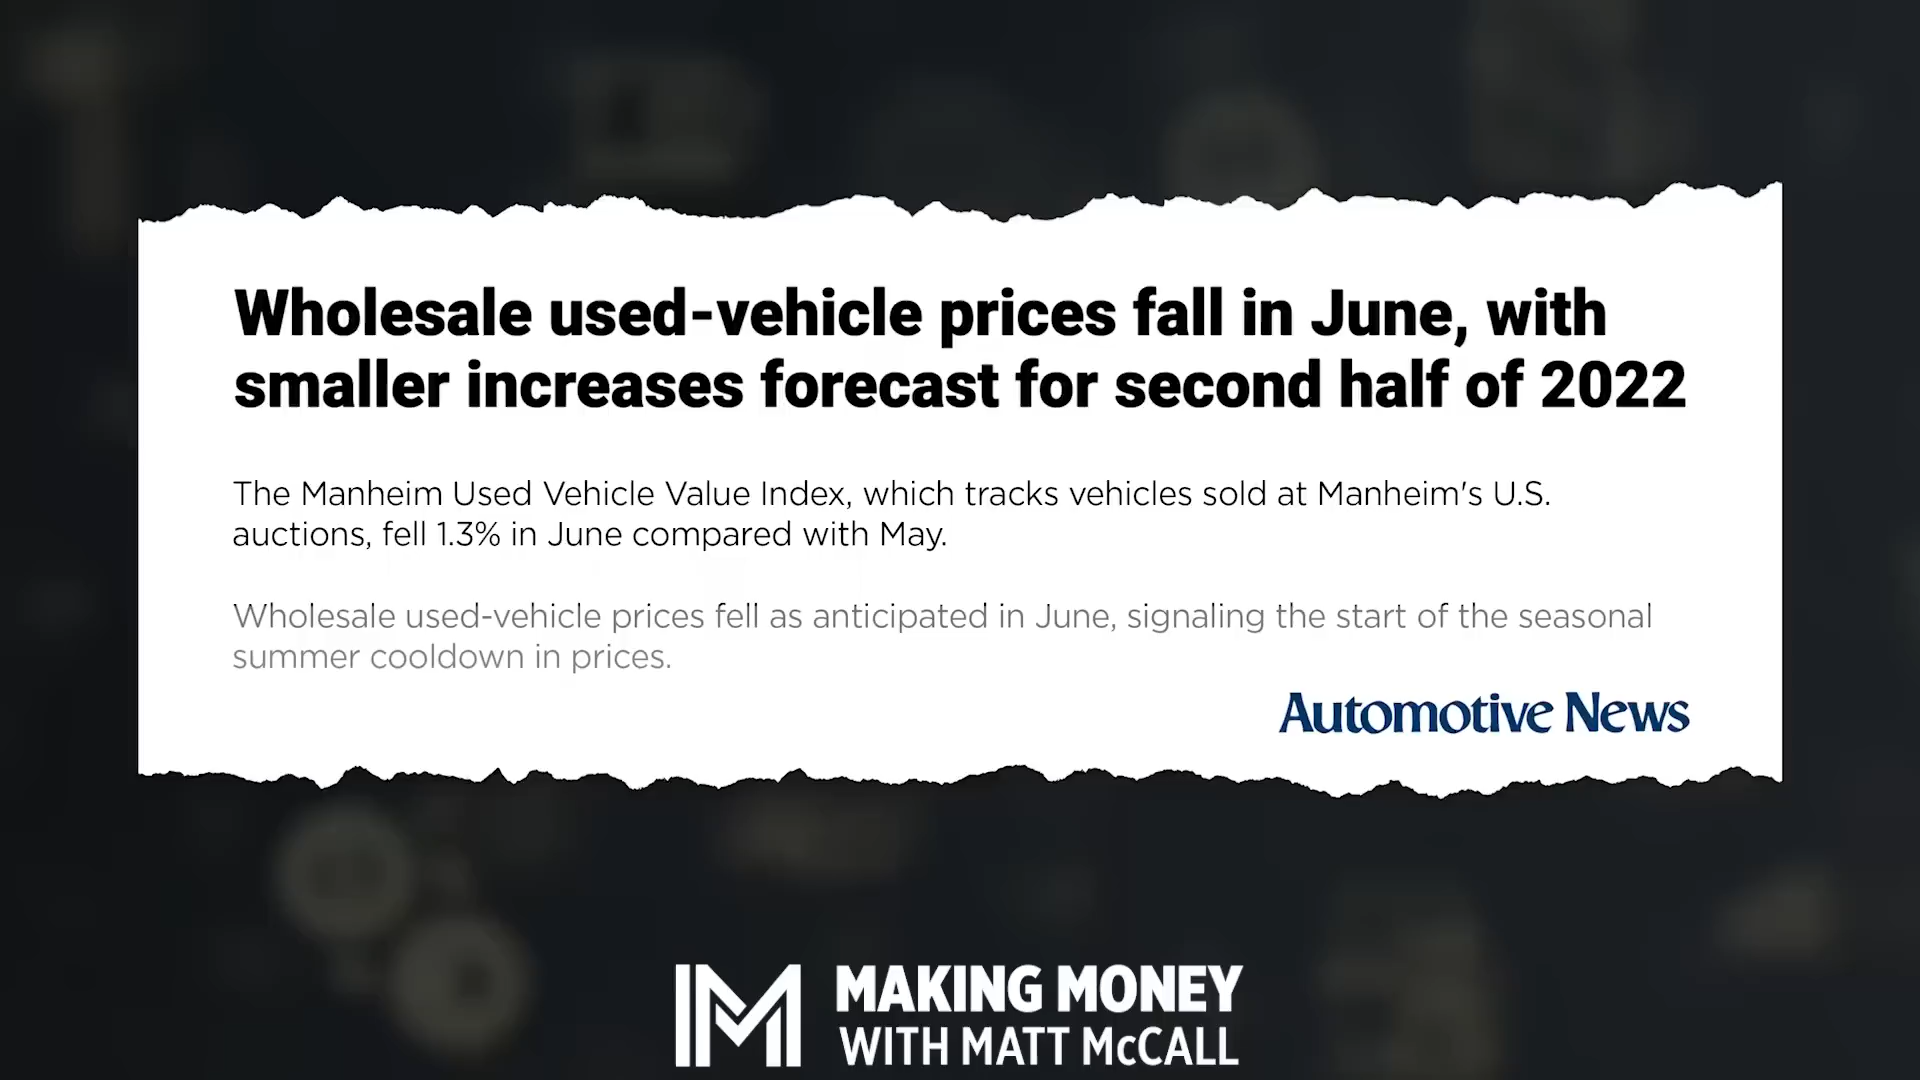 Wholesale used-vehicle prices fall in June, with
smaller increases forecast for second half of 2022
The Manheim Used Vehicle Value Index, which tracks vehicles sold at Manheim's U.S.
auctions, fell 1.3% in June compared with May.
Wholesale used-vehicle prices fell as anticipated in June, signaling the start of the seasonal
summer cooldown in prices.
Automotive News
MAKING MONEY
WITH MATT McCALL